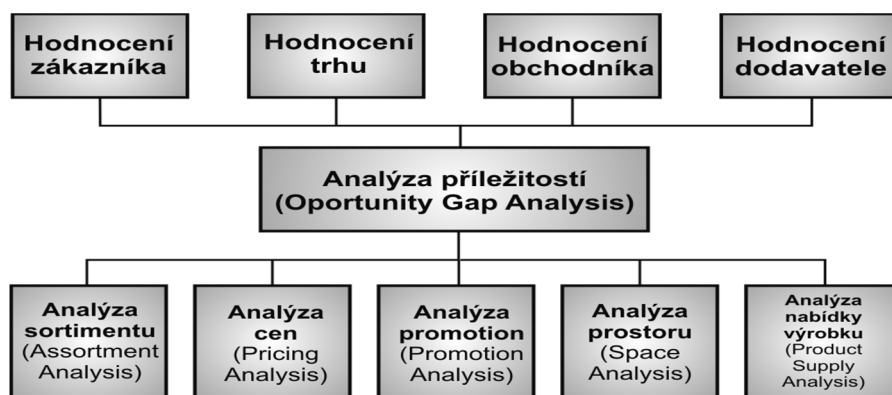 Hodnocení
zákazníka
Hodnocení
trhu
Hodnocení
obchodníka
Hodnocení
dodavatele
Analýza příležitostí
(Oportunity Gap Analysis)
Analýza
sortimentu
(Assortment
Analysis)
Analýza
cen
(Pricing
Analysis)
Analýza
promotion
(Promotion
Analysis)
Analýza
prostoru
(Space
Analysis)
Analýza
nabídky
výrobku
(Product
Supply
Analysis)